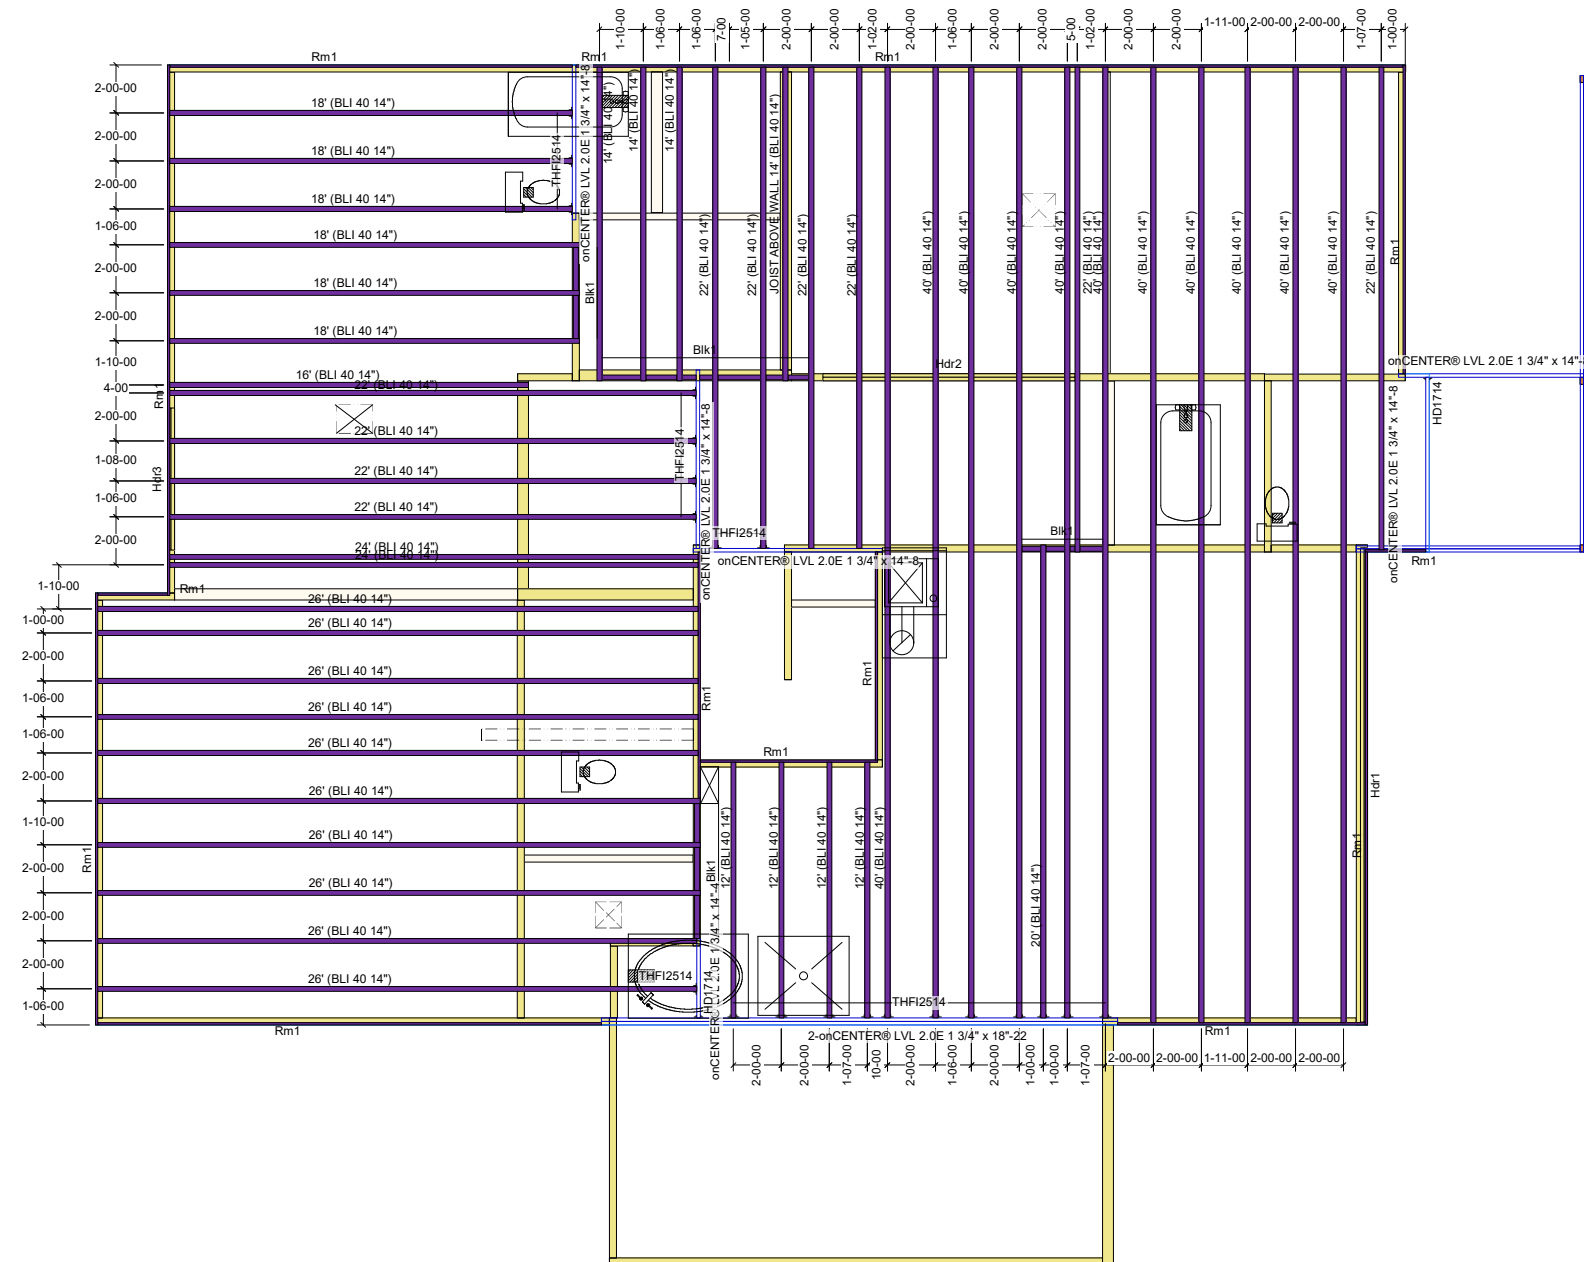 1-10-00
1-06-00
1-06-00
7-00
1-05-00
2-00-00
2-00-00
1-02-00
2-00-00
1-06-00
2-00-00
2-00-00
5-00
1-02-00
2-00-00
2-00-00
1-11-00
2-00-00
2-00-00
1-07-00
1-00-00
Rm1
Rm1
Rm1
2-00-00
2-00-00
2-00-00
1-06-00
2-00-00
2-00-00
1-10-00
4-00
2-00-00
1-08-00
1-06-00
2-00-00
1-10-00
1-00-00
2-00-00
1-06-00
1-06-00
2-00-00
1-10-00
2-00-00
2-00-00
2-00-00
1-06-00
18' (BLI 40 14")
18' (BLI 40 14")
18' (BLI 40 14")
18' (BLI 40 14")
18' (BLI 40 14")
18' (BLI 40 14")
16' (BLI 40 14")
22' (BLI 40 14")
22' (BLI 40 14")
22' (BLI 40 14")
22' (BLI 40 14")
24' (BLI 40 14")
24' (BLI 40 14")
26' (BLI 40 14")
26' (BLI 40 14")
26' (BLI 40 14")
26' (BLI 40 14")
26' (BLI 40 14")
26' (BLI 40 14")
26' (BLI 40 14")
26' (BLI 40 14")
26' (BLI 40 14")
26' (BLI 40 14")
THFI2514
onCENTER® LVL 2.0E 1 3/4" x 14"-8
14' (BLI 40 14")
14' (BLI 40 14")
14' (BLI 40 14")
Blk1
22' (BLI 40 14")
22' (BLI 40 14")
JOIST ABOVE WALL 14' (BLI 40 14")
22' (BLI 40 14")
22' (BLI 40 14")
40' (BLI 40 14")
40' (BLI 40 14")
40' (BLI 40 14")
40' (BLI 40 14")
22' (BLI 40 14")
40' (BLI 40 14")
40' (BLI 40 14")
40' (BLI 40 14")
40' (BLI 40 14")
40' (BLI 40 14")
40' (BLI 40 14")
22' (BLI 40 14")
Rm1
Blk1
Hdr2
onCENTER® LVL 2.0E 1 3/4" x 14"-
HD1714
onCENTER® LVL 2.0E 1 3/4" x 14"-8
Rm1
Rm1
Hdr3
THFI2514
onCENTER® LVL 2.0E 1 3/4" x 14"-8
THFI2514
onCENTER® LVL 2.0E 1 3/4" x 14"-8
Blk1
Rm1
Rm1
Rm1
Rm1
Rm1
Hdr1
Rm1
Blk1
12' (BLI 40 14")
12' (BLI 40 14")
12' (BLI 40 14")
12' (BLI 40 14")
40' (BLI 40 14")
20' (BLI 40 14")
THFI2514
HD1714
onCENTER® LVL 2.0E 1 3/4" x 14"-4
THFI2514
Rm1
2-onCENTER® LVL 2.0E 1 3/4" x 18"-22
Rm1
2-00-00
2-00-00
1-07-00
10-00
2-00-00
1-06-00
2-00-00
1-00-00
1-00-00
1-07-00
2-00-00
2-00-00
1-11-00
2-00-00
2-00-00